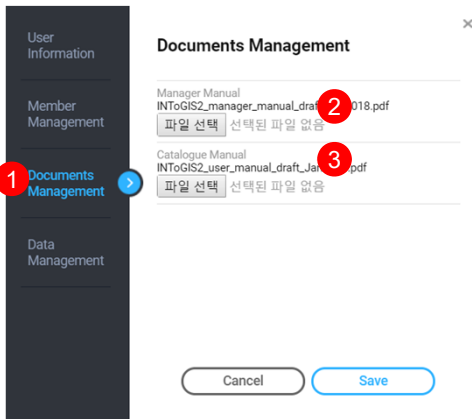 User
Information
Member
Management
1
Documents
Management
Data
Management
×
Documents Management
Manager Manual
INToGIS2_manager_manual_draf 018.pdf
2
파일 선택 선택된 파일 없음
Catalogue Manual
INToGIS2_user_manual_draft_Jan pdf
3
파일 선택 선택된 파일 없음
Cancel
Save